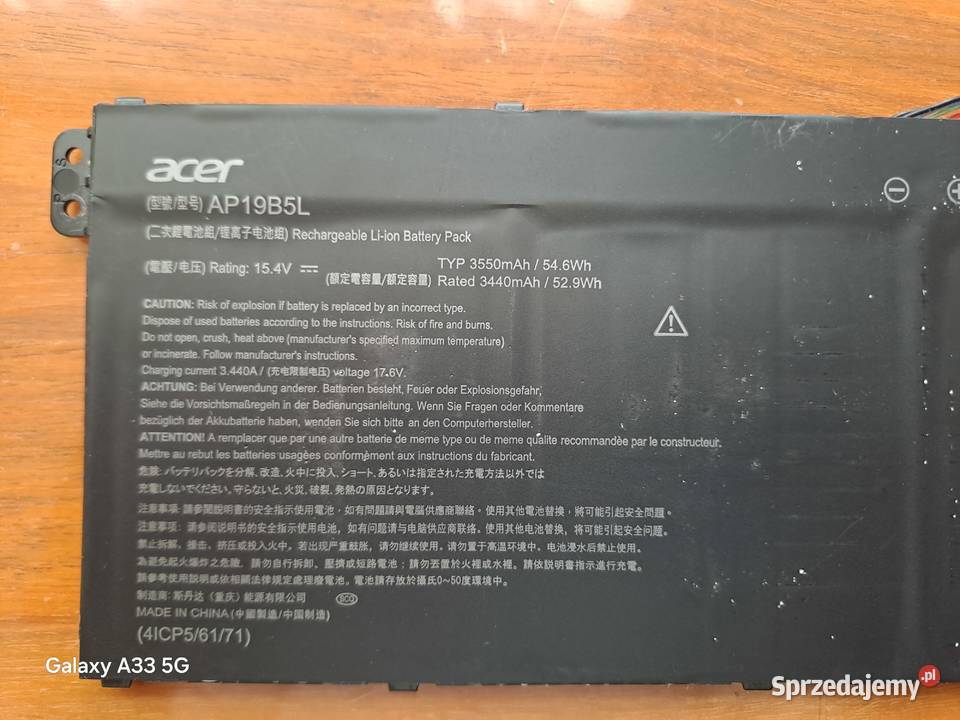 acer
(型號/型号) AP19B5L
(二次鋰電池組/锂离子电池组) Rechargeable Li-ion Battery Pack
(電壓/电压) Rating: 15.4V
TYP 3550mAh / 54.6Wh
(額定電容量/额定容量) Rated 3440mAh / 52.9Wh
CAUTION: Risk of explosion if battery is replaced by an incorrect type.
Dispose of used batteries according to the instructions. Risk of fire and burns.
Do not open, crush, heat above (manufacturer's specified maximum temperature)
or incinerate. Follow manufacturer's instructions.
Charging current 3.440A / (充电限制电压) voltage 17.6V.
ACHTUNG: Bei Verwendung anderer. Batterien besteht, Feuer oder Explosionsgefahr,
Siehe die Vorsichtsmaßregeln in der Bedienungsanleitung. Wenn Sie Fragen oder Kommentare
bezüglich der Akkubatterie haben, wenden Sie sich bitte an den Computerhersteller.
ATTENTION! A remplacer que par une autre batterie de meme type ou de meme qualite recommandée par le constructeur.
Mettre au rebut les batteries usagées conformément aux instructions du fabricant.
危険: バッテリパックを分解、改造、火中に投入、ショート、あるいは指定された充電方法以外では
充電しないでください。守らないと、火災、破裂、発熱の原因となります。
注意事項: 請參閱說明書的安全指示使用電池，如有問題請與電腦供應商聯絡。使用其他電池替換，將可能引起安全問題。
注意事项: 请参阅说明书的安全指示使用电池，如有问题请与电脑供应商联络。使用其他电池替换，将可能引起安全问题。
禁止拆解、撞击、挤压或投入火中。若出现严重鼓胀，请勿继续使用。请勿置于高温环境中。电池浸水后禁止使用。
為避免起火爆炸之危險，請勿自行拆卸、壓擠或短路電池；請勿丟置於火裡或水裡。請依說明書指示進行充電。
請參考使用說明或依相關法律規定處理廢電池。電池請存放於攝氏0~50度環境中。
制造商: 斯丹达（重庆）能源有限公司
MADE IN CHINA (中國製造/中国制造)
(4ICP5/61/71)
Galaxy A33 5G
Sprzedajemy.pl